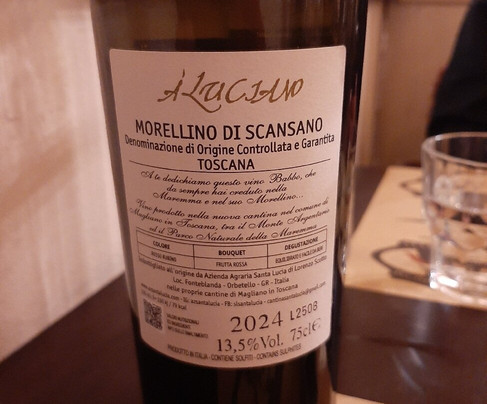 A'LUCIANO
MORELLINO DI SCANSANO
Denominazione di Origine Controllata e Garantita
TOSCANA
A te dedichiamo questo vino Babbo, che
da sempre hai creduto nella
Maremma e nel suo Morellino...
Vino prodotto nella nuova cantina nel comune di
Magliano in Toscana, tra il Monte Argentario
ed il Parco Naturale della Maremma
COLORE BOUQUET DEGUSTAZIONE
ROSSO RUBINO FRUTTA ROSSA EQUILIBRATO E
all'origine da Azienda Agraria Santa Lucia di Lorenzo Scotto
Loc. Fonteblanda - Orbetello - GR - Italia
nelle proprie cantine di Magliano in Toscana
2024 L2508
13,5%Vol. 75cl e
PRODOTTO IN ITALIA - CONTIENE SOLFITI - CONTAINS SULPHITES